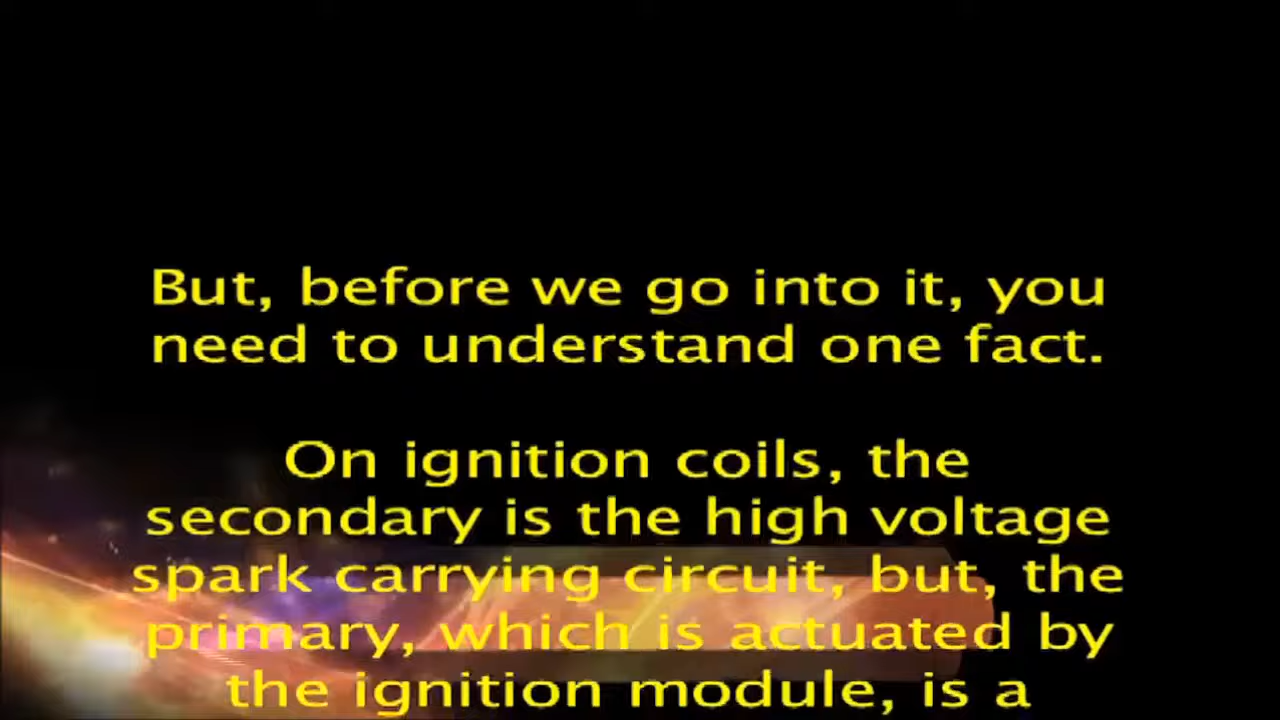 But, before we go into it, you
need to understand one fact.
On ignition coils, the
secondary is the high voltage
spark carrying circuit, but, the
primary, which is actuated by
the ignition module, is a